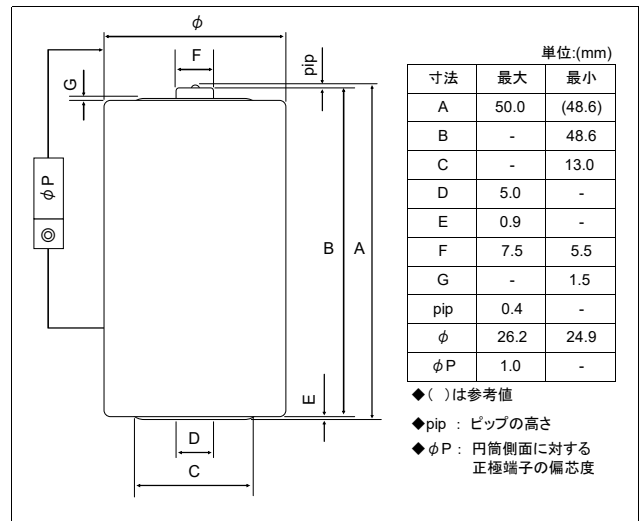 φ
F
pip
G
φP
◎
B
A
E
D
C
単位:(mm)
寸法 最大 最小
A 50.0 (48.6)
B - 48.6
C - 13.0
D 5.0 -
E 0.9 -
F 7.5 5.5
G - 1.5
pip 0.4 -
φ 26.2 24.9
φP 1.0 -
◆( )は参考値
◆pip : ピップの高さ
◆φP: 円筒側面に対する
正極端子の偏芯度